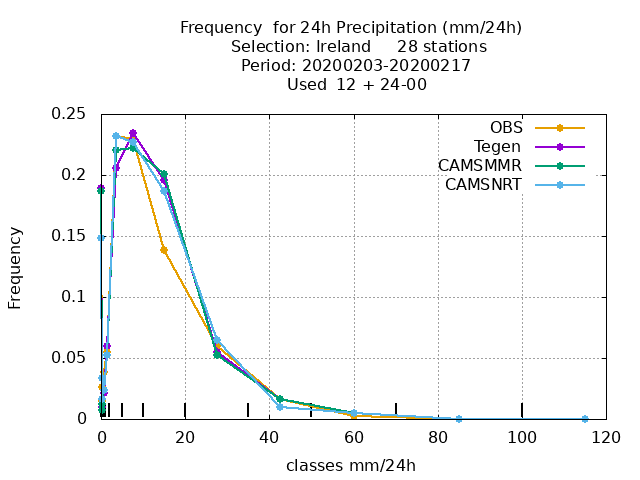 Frequency  for 24h Precipitation (mm/24h)
Selection: Ireland     28 stations
Period: 20200203-20200217
Used  12 + 24-00
OBS
Tegen
CAMSMMR
CAMSNRT
Frequency
0.25
0.2
0.15
0.1
0.05
0
0 20 40 60 80 100 120
classes mm/24h